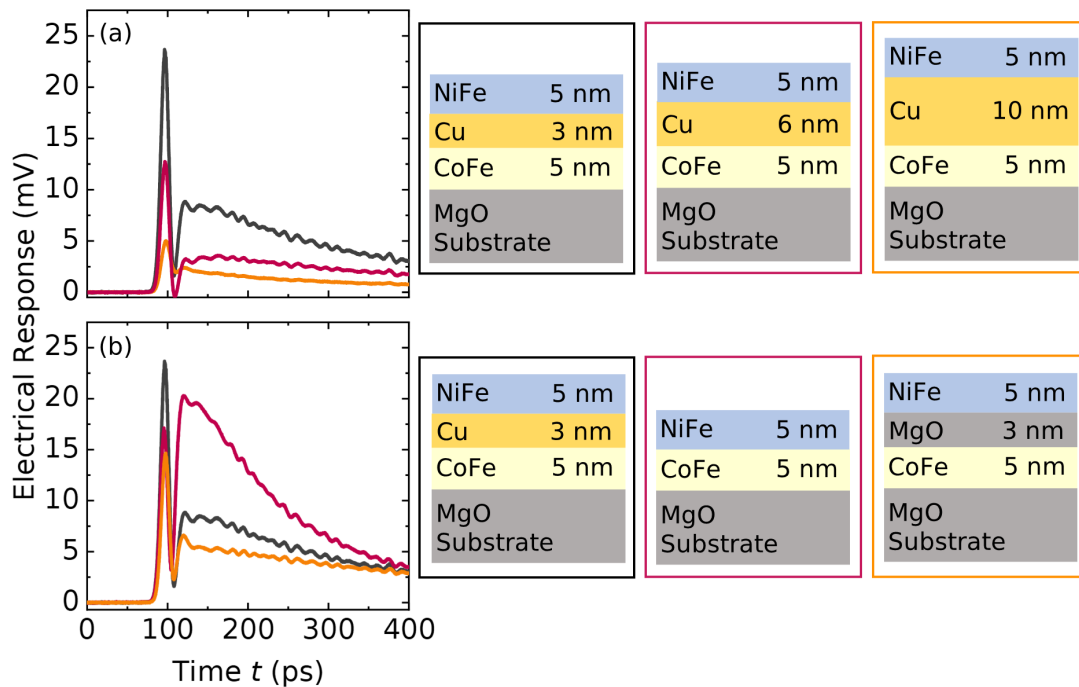 Electrical Response (mV)
(a)
25
20
15
10
5
0
NiFe 5 nm
Cu 3 nm
CoFe 5 nm
MgO
Substrate
NiFe 5 nm
Cu 6 nm
CoFe 5 nm
MgO
Substrate
NiFe 5 nm
Cu 10 nm
CoFe 5 nm
MgO
Substrate
(b)
25
20
15
10
5
0
0 100 200 300 400
Time t (ps)
NiFe 5 nm
Cu 3 nm
CoFe 5 nm
MgO
Substrate
NiFe 5 nm
CoFe 5 nm
MgO
Substrate
NiFe 5 nm
MgO 3 nm
CoFe 5 nm
MgO
Substrate